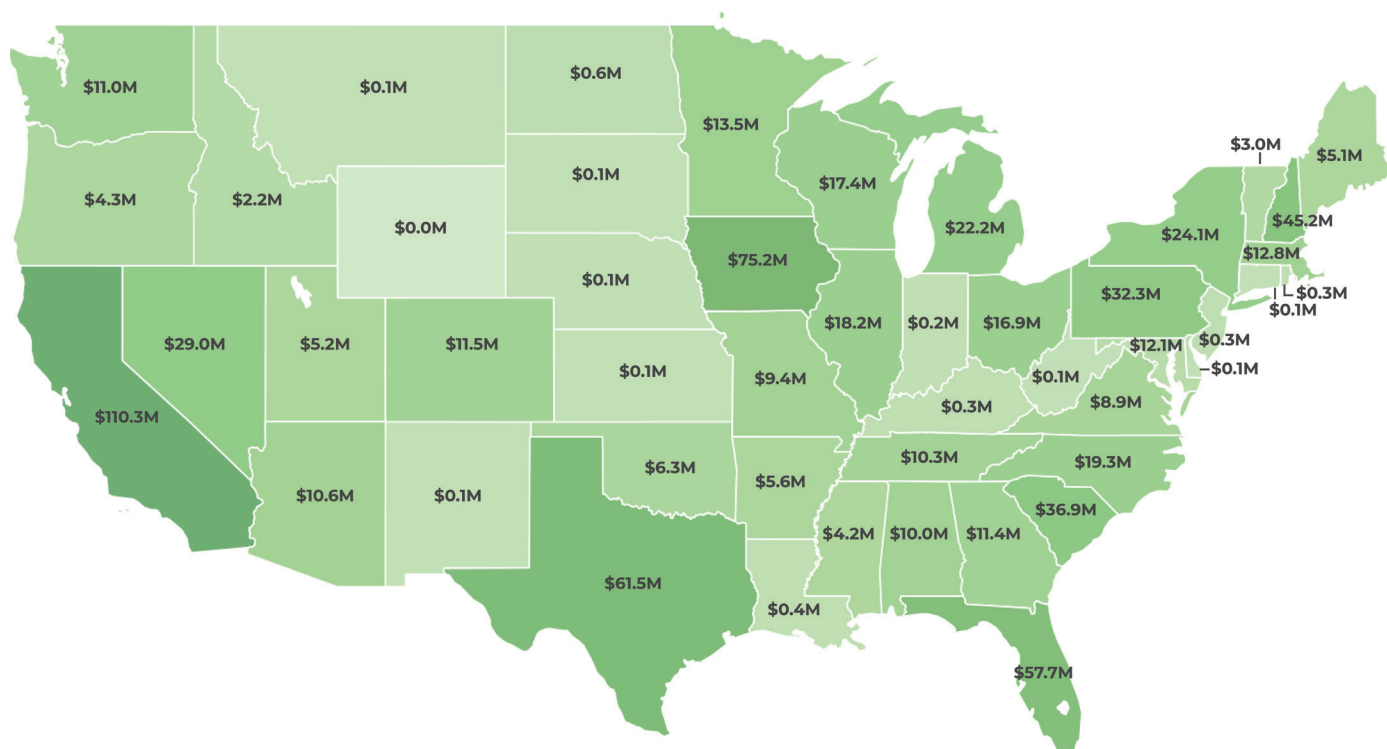 $11.0M
$0.1M
$0.6M
$13.5M
$3.0M
$5.1M
$4.3M
$2.2M
$0.1M
$17.4M
$0.0M
$22.2M
$45.2M
$24.1M
$12.8M
$75.2M
$0.1M
$32.3M
$0.3M
$0.1M
$29.0M
$5.2M
$11.5M
$18.2M
$0.2M
$16.9M
$12.1M
$0.3M
$0.1M
$0.1M
$9.4M
$0.1M
$8.9M
$110.3M
$0.3M
$10.3M
$19.3M
$6.3M
$5.6M
$10.6M
$0.1M
$36.9M
$4.2M
$10.0M
$11.4M
$61.5M
$0.4M
$57.7M